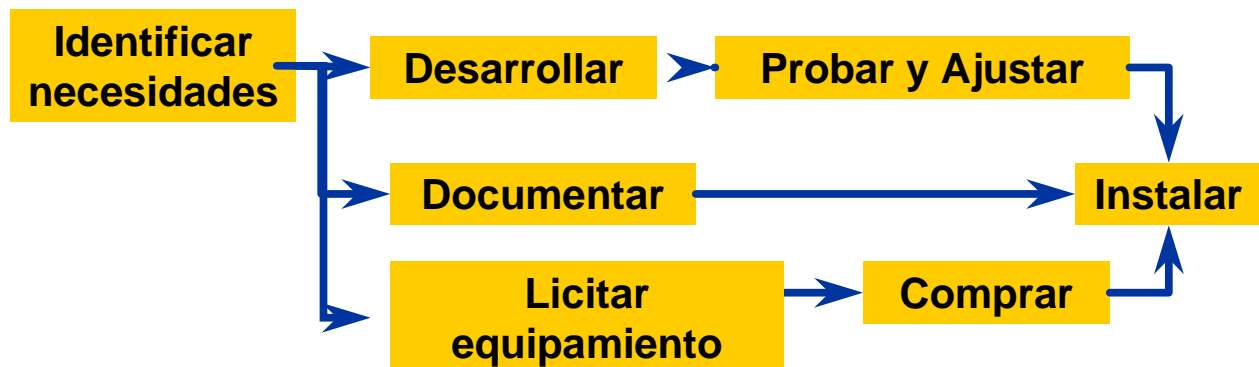 Identificar
necesidades
Desarrollar
Probar y Ajustar
Documentar
Instalar
Licitar
equipamiento
Comprar